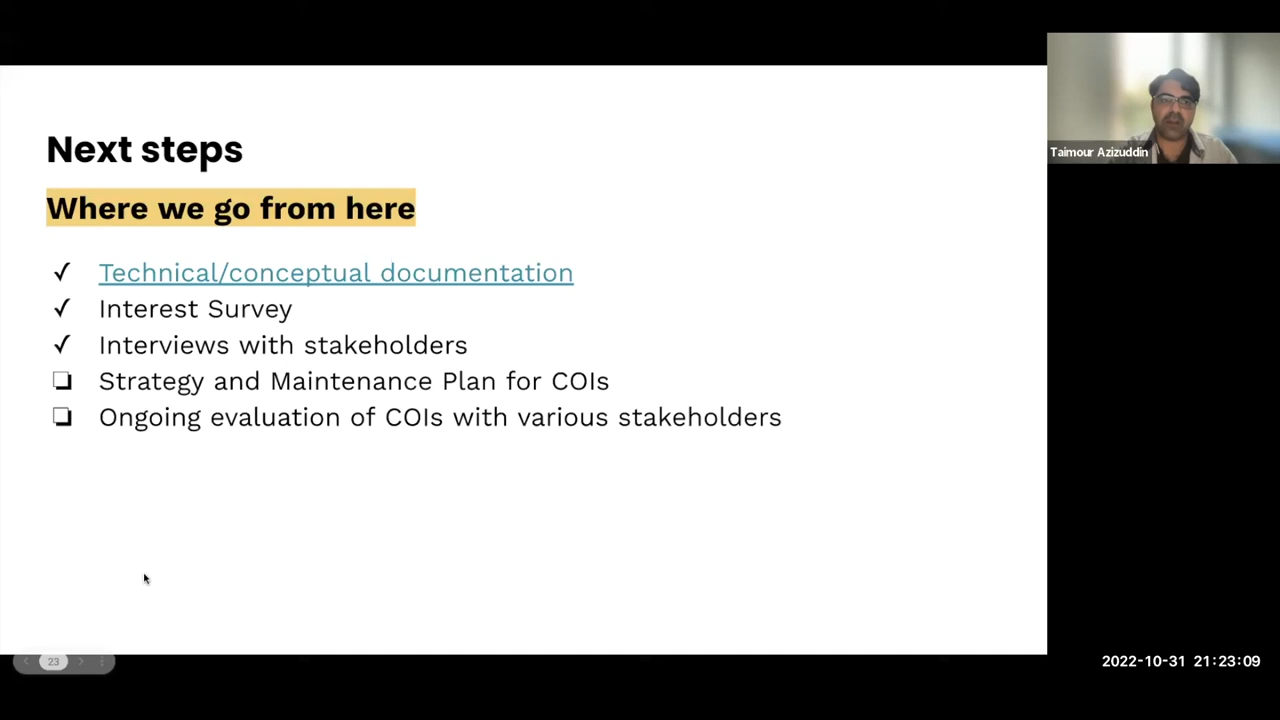 Next steps
Where we go from here
✓ Technical/conceptual documentation
✓ Interest Survey
✓ Interviews with stakeholders
❏ Strategy and Maintenance Plan for COIs
❏ Ongoing evaluation of COIs with various stakeholders
Taimour Azizuddin
23
2022-10-31 21:23:09